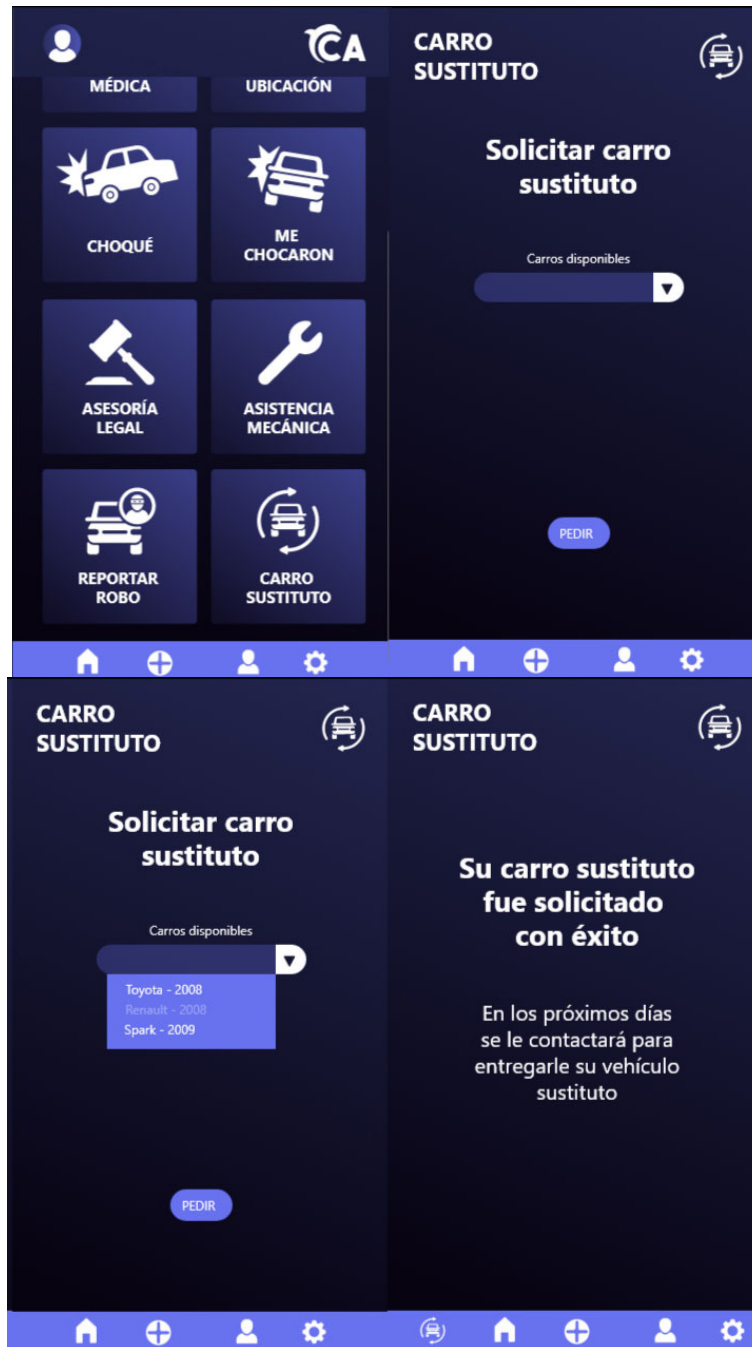 CA
MÉDICA
UBICACIÓN
CHOQUÉ
ME
CHOCARON
ASESORÍA
LEGAL
ASISTENCIA
MECÁNICA
REPORTAR
ROBO
CARRO
SUSTITUTO
CARRO
SUSTITUTO
Solicitar carro
sustituto
Carros disponibles
PEDIR
CARRO
SUSTITUTO
Solicitar carro
sustituto
Carros disponibles
Toyota - 2008
Renault - 2008
Spark - 2009
PEDIR
CARRO
SUSTITUTO
Su carro sustituto
fue solicitado
con éxito
En los próximos días
se le contactará para
entregarle su vehículo
sustituto